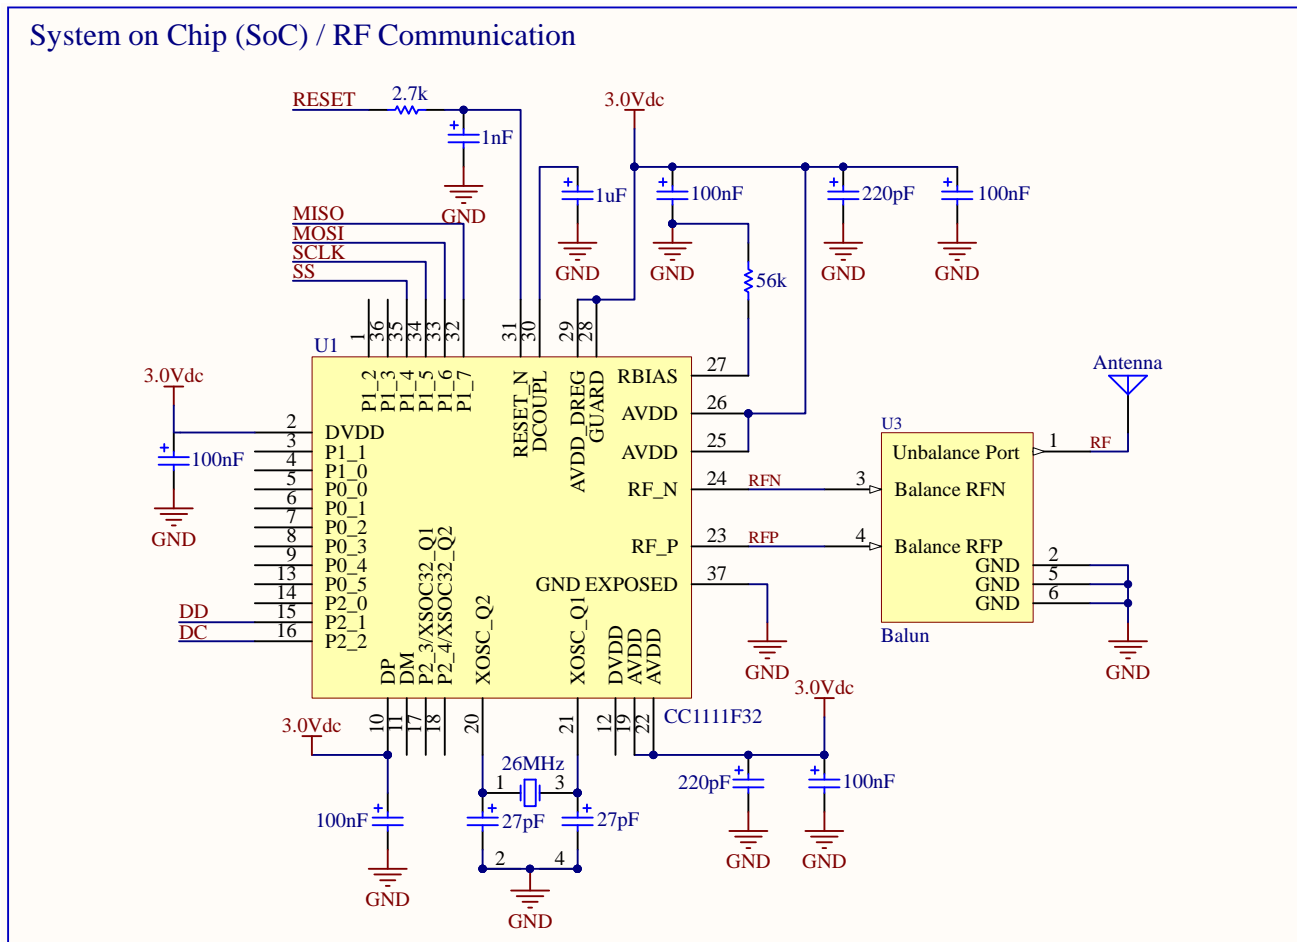 System on Chip (SoC) / RF Communication
RESET
2.7k
+
1nF
GND
3.0Vdc
+
1uF
GND
+
100nF
GND
+
220pF
GND
+
100nF
GND
MISO
MOSI
SCLK
SS
56k
1
36
35
34
33
32
31
30
29
28
U1
P1_2
P1_3
P1_4
P1_5
P1_6
P1_7
RESET_N
DCOUPL
AVDD_DREG
GUARD
3.0Vdc
+
100nF
GND
2 DVDD
3 P1_1
4 P1_0
5 P0_0
6 P0_1
7 P0_2
8 P0_3
9 P0_4
13 P0_5
14 P2_0
DD 15 P2_1
DC 16 P2_2
RBIAS 27
AVDD 26
AVDD 25
RF_N 24 RFN
RF_P 23 RFP
GND EXPOSED 37
GND
Antenna
U3
Unbalance Port 1 RF
3 Balance RFN
4 Balance RFP
GND 2
GND 5
GND 6
Balun
GND
DP
DM
P2_3/XSOC32_Q1
P2_4/XSOC32_Q2
XOSC_Q2
XOSC_Q1
DVDD
AVDD
AVDD
10
11
17
18
20
21
12
19
22
CC1111F32
3.0Vdc
+
100nF
GND
26MHz
1 3
+
27pF
+
27pF
2 4
GND
3.0Vdc
220pF
+
GND
+
100nF
GND